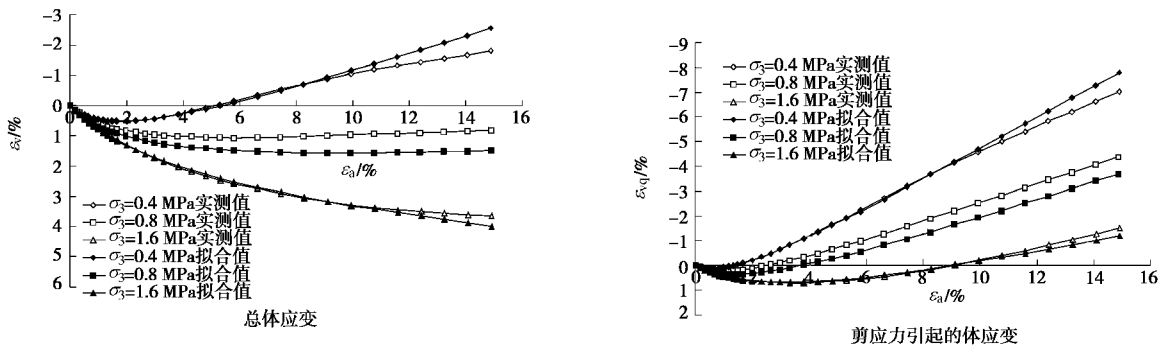 -3
-2
-1
0
1
2
3
4
5
6
0 2 4 6 8 10 12 14 16
εv/%
εa/%
σ3=0.4 MPa实测值
σ3=0.8 MPa实测值
σ3=1.6 MPa实测值
σ3=0.4 MPa拟合值
σ3=0.8 MPa拟合值
σ3=1.6 MPa拟合值
总体应变
-9
-8
-7
-6
-5
-4
-3
-2
-1
0
1
2
0 2 4 6 8 10 12 14 16
εvq/%
εa/%
σ3=0.4 MPa实测值
σ3=0.8 MPa实测值
σ3=1.6 MPa实测值
σ3=0.4 MPa拟合值
σ3=0.8 MPa拟合值
σ3=1.6 MPa拟合值
剪应力引起的体应变